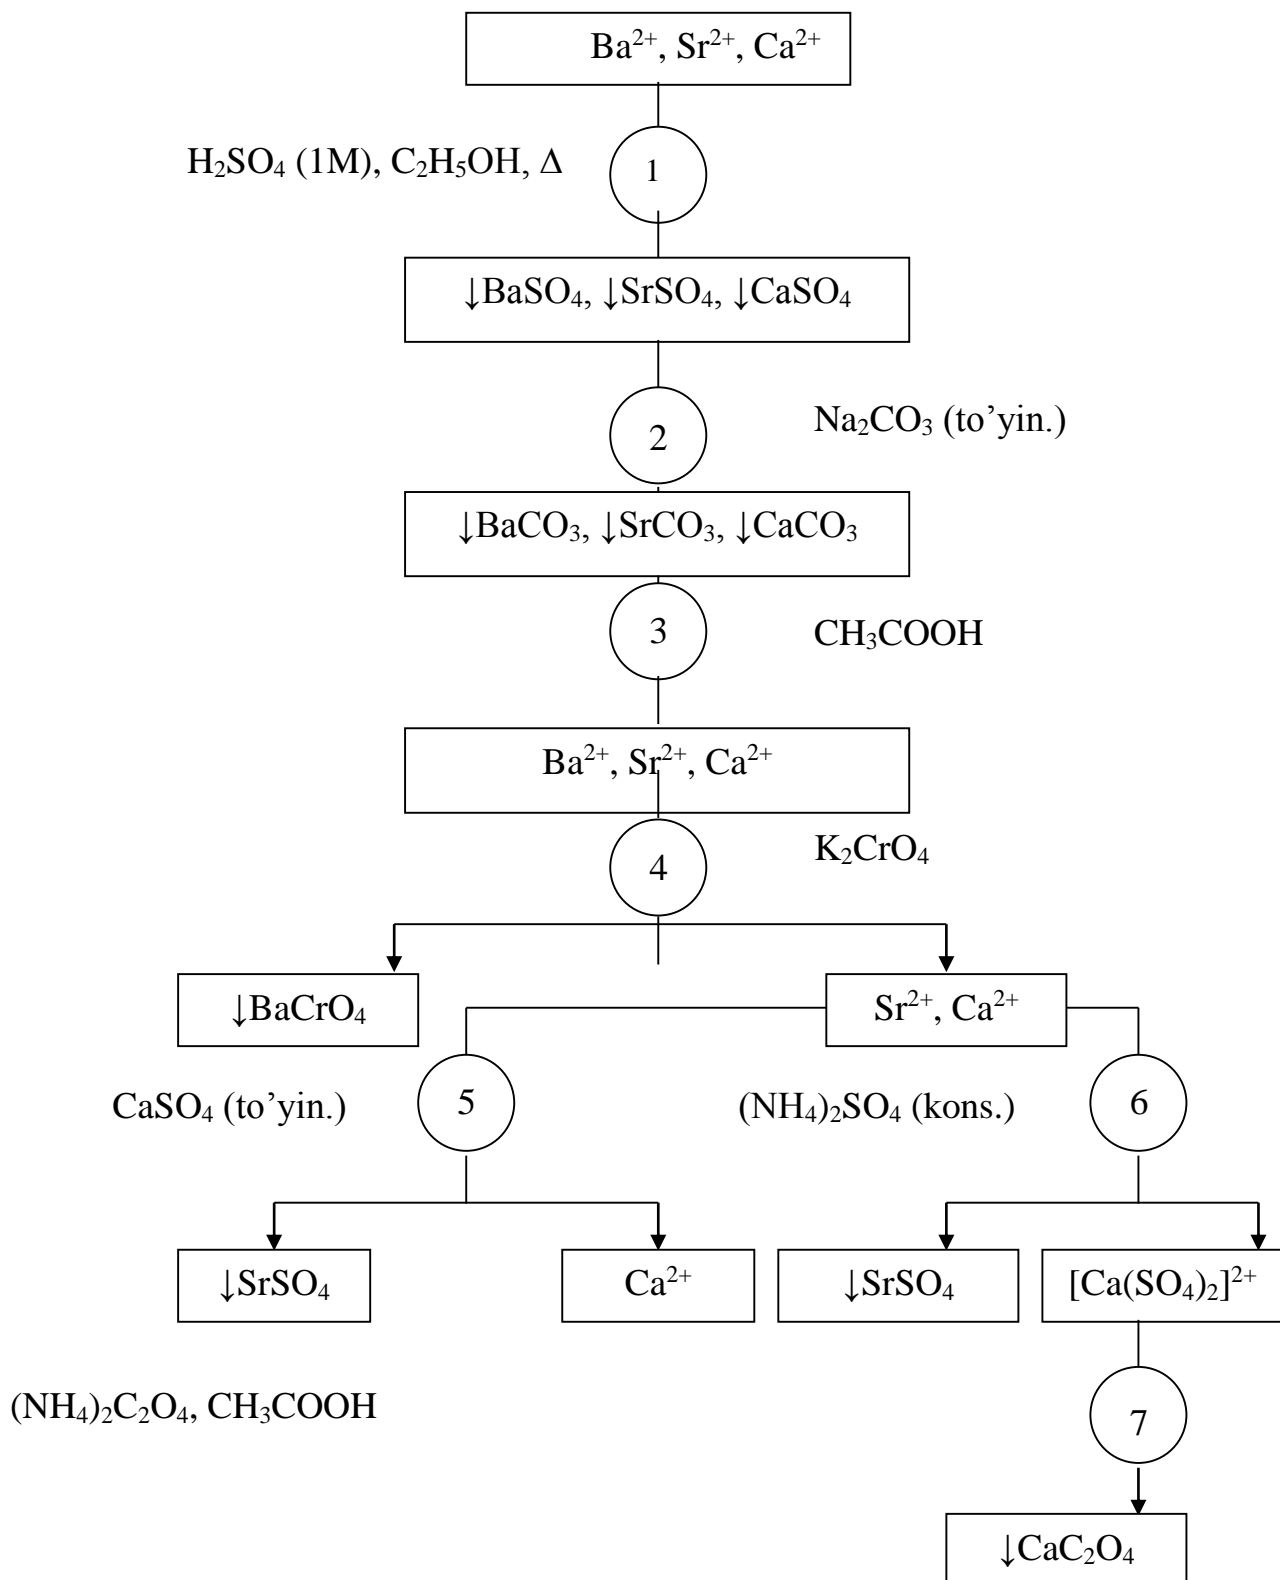 Ba²⁺, Sr²⁺, Ca²⁺
H₂SO₄ (1M), C₂H₅OH, Δ
1
↓BaSO₄, ↓SrSO₄, ↓CaSO₄
2
Na₂CO₃ (to’yin.)
↓BaCO₃, ↓SrCO₃, ↓CaCO₃
3
CH₃COOH
Ba²⁺, Sr²⁺, Ca²⁺
K₂CrO₄
4
↓BaCrO₄
Sr²⁺, Ca²⁺
CaSO₄ (to’yin.)
5
(NH₄)₂SO₄ (kons.)
6
↓SrSO₄
Ca²⁺
↓SrSO₄
[Ca(SO₄)₂]²⁺
(NH₄)₂C₂O₄, CH₃COOH
7
↓CaC₂O₄